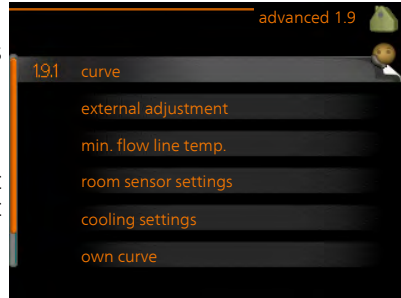 advanced 1.9
1.9.1 curve
external adjustment
min. flow line temp.
room sensor settings
cooling settings
own curve